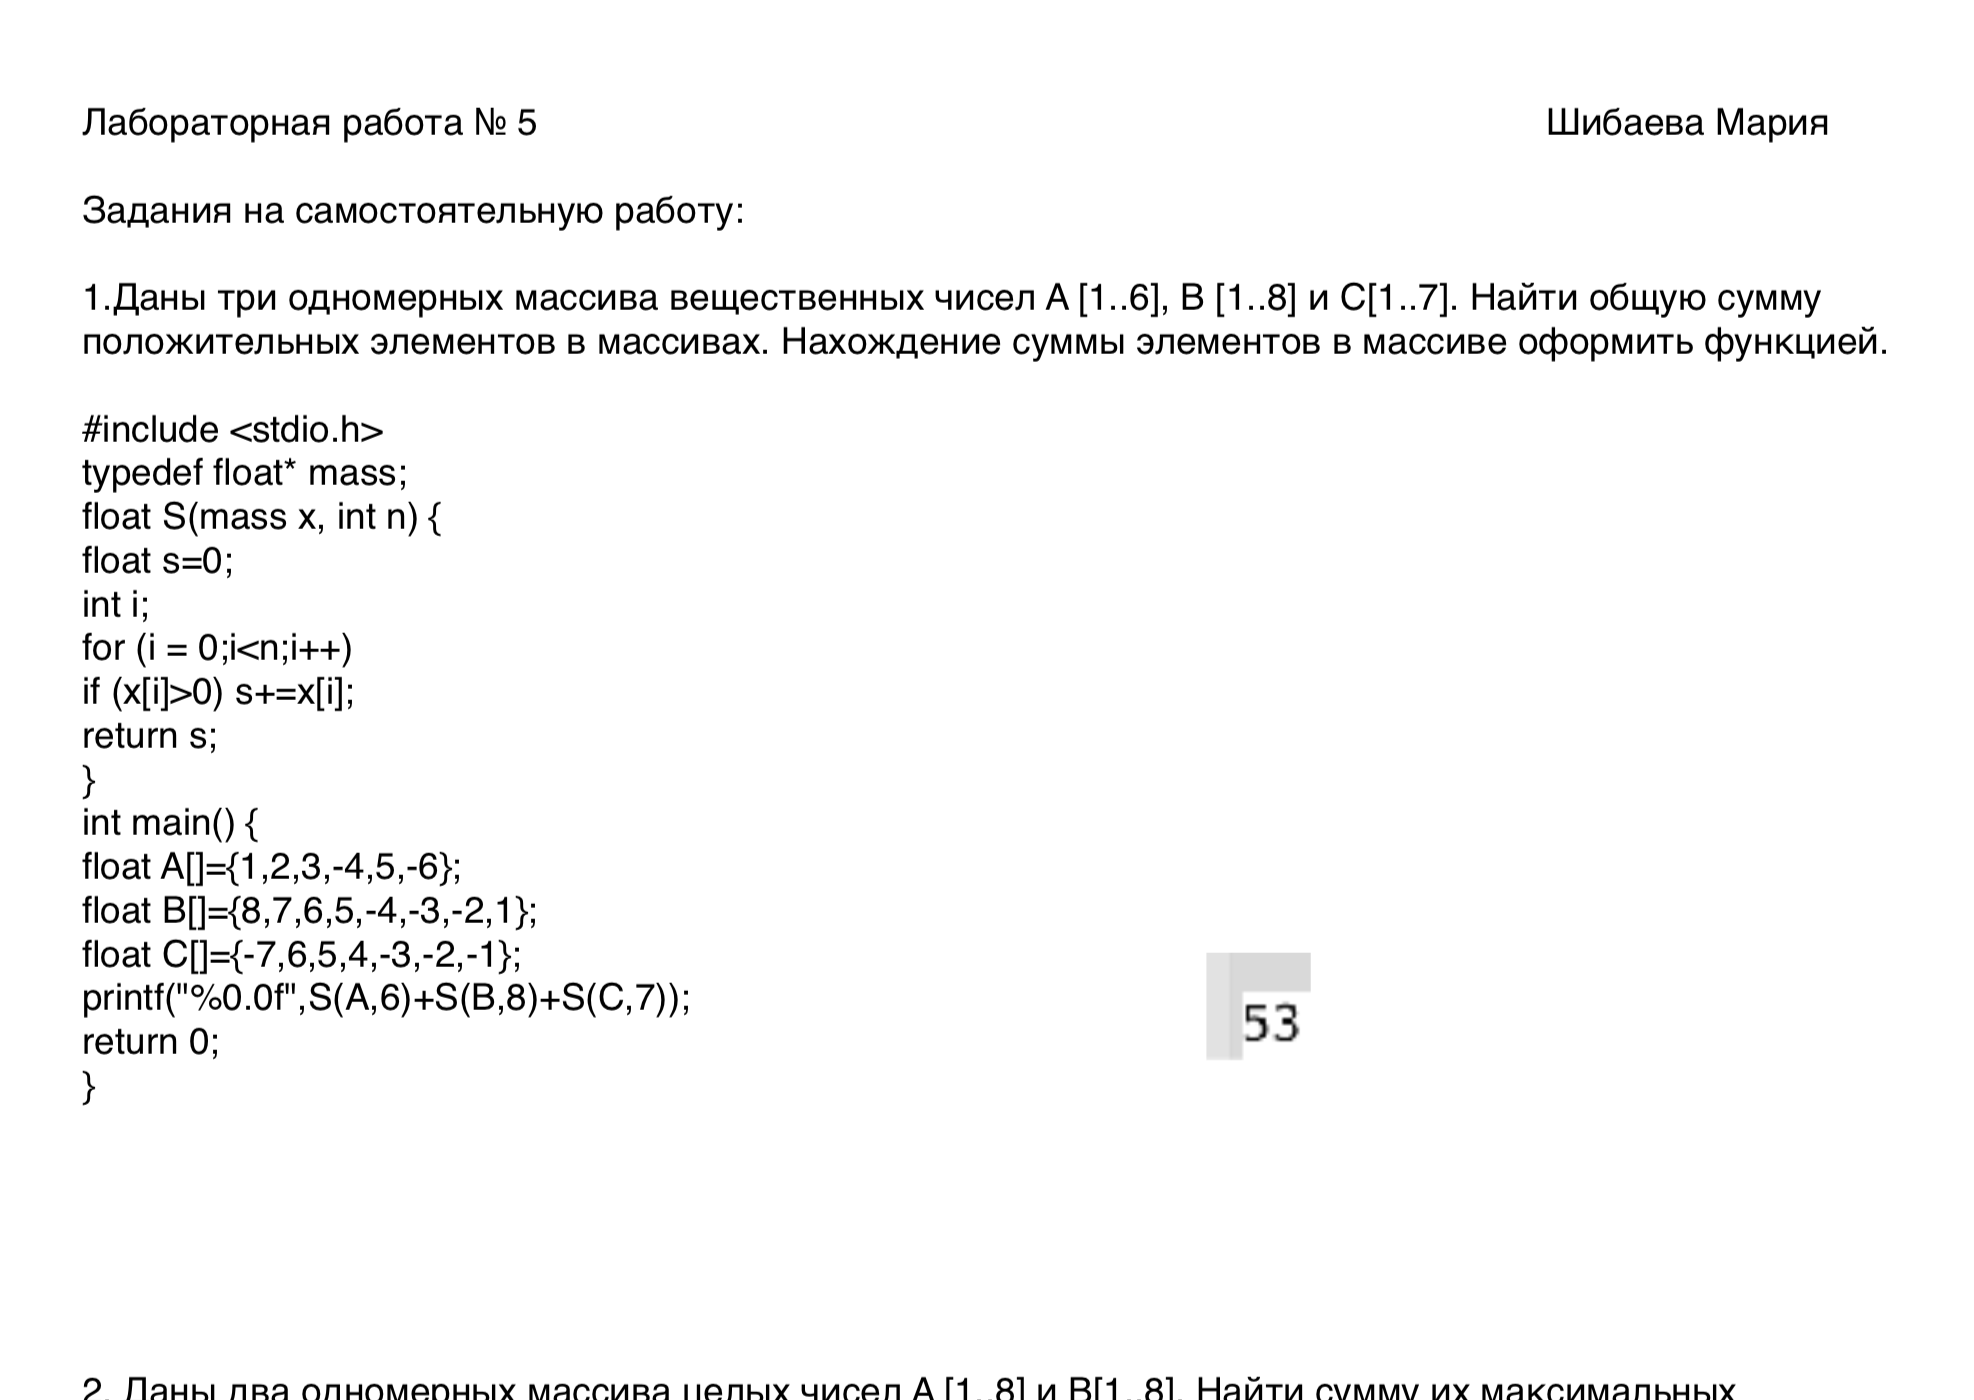 Лабораторная работа № 5 Шибаева Мария
Задания на самостоятельную работу:
1.Даны три одномерных массива вещественных чисел A [1..6], B [1..8] и C[1..7]. Найти общую сумму
положительных элементов в массивах. Нахождение суммы элементов в массиве оформить функцией.
#include <stdio.h>
typedef float* mass;
float S(mass x, int n) {
float s=0;
int i;
for (i = 0;i<n;i++)
if (x[i]>0) s+=x[i];
return s;
}
int main() {
float A[]={1,2,3,-4,5,-6};
float B[]={8,7,6,5,-4,-3,-2,1};
float C[]={-7,6,5,4,-3,-2,-1};
printf("%0.0f",S(A,6)+S(B,8)+S(C,7));
return 0;
}
53
2. Даны два одномерных массива целых чисел A [1..8] и B[1..8]. Найти сумму их максимальных